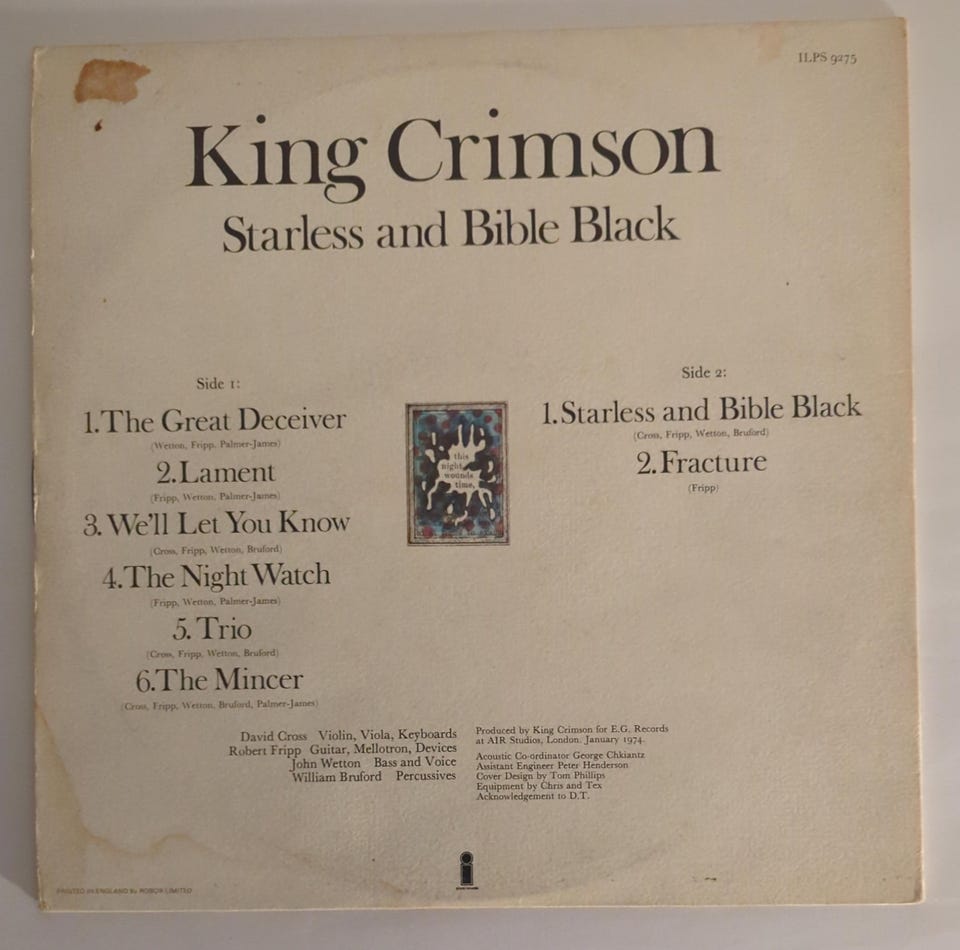 ILPS 9275
King Crimson
Starless and Bible Black
Side 1:
1.The Great Deceiver
(Wetton, Fripp, Palmer-James)
2.Lament
(Fripp, Wetton, Palmer-James)
3. We'll Let You Know
(Cross, Fripp, Wetton, Bruford)
4.The Night Watch
(Fripp, Wetton, Palmer-James)
5. Trio
(Cross, Fripp, Wetton, Bruford)
6.The Mincer
(Cross, Fripp, Wetton, Bruford, Palmer-James)
this
night
wounds
time,
Side 2:
1.Starless and Bible Black
(Cross, Fripp, Wetton, Bruford)
2.Fracture
(Fripp)
David Cross Violin, Viola, Keyboards
Robert Fripp Guitar, Mellotron, Devices
John Wetton Bass and Voice
William Bruford Percussives
Produced by King Crimson for E.G. Records
at AIR Studios, London. January 1974.
Acoustic Co-ordinator George Chkiantz
Assistant Engineer Peter Henderson
Cover Design by Tom Phillips
Equipment by Chris and Tex
Acknowledgement to D.T.
PRINTED IN ENGLAND By ROBOR LIMITED